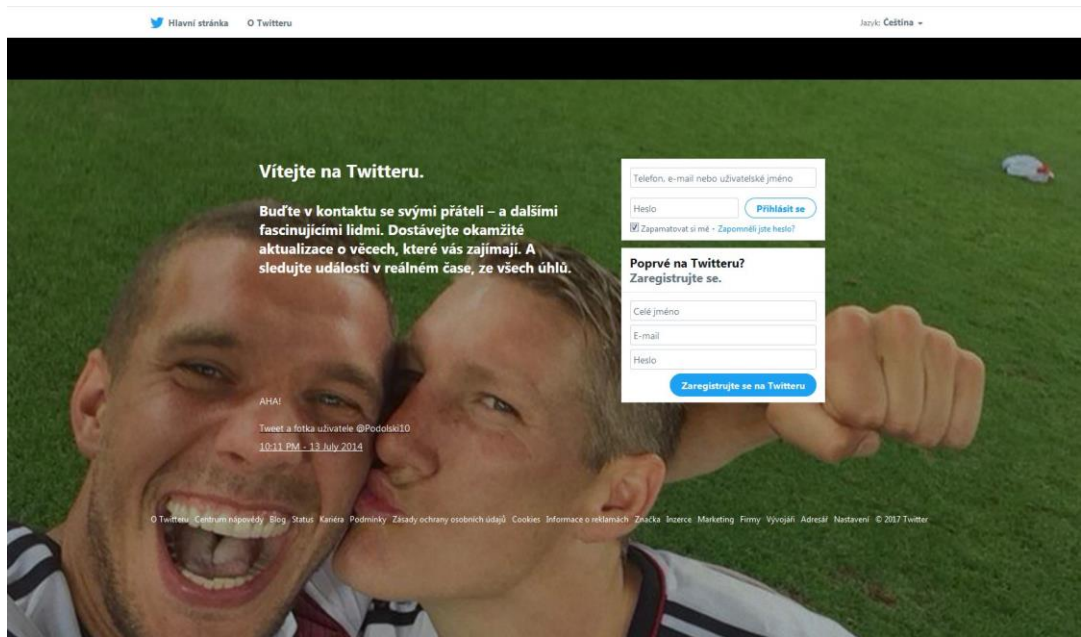 Hlavní stránka O Twitteru
Jazyk: Čeština
Vítejte na Twitteru.
Buďte v kontaktu se svými přáteli – a dalšími
fascinujícími lidmi. Dostávejte okamžité
aktualizace o věcech, které vás zajímají. A
sledujte události v reálném čase, ze všech úhlů.
Telefon, e-mail nebo uživatelské jméno
Heslo Přihlásit se
Zapamatovat si mě · Zapomněli jste heslo?
Poprvé na Twitteru?
Zaregistrujte se.
Celé jméno
E-mail
Heslo
Zaregistrujte se na Twitteru
AHA!
Tweet a fotka uživatele @Podolski10
10:11 PM - 13 July 2014
O Twitteru Centrum nápovědy Blog Status Kariéra Podmínky Zásady ochrany osobních údajů Cookies Informace o reklamách Značka Inzerce Marketing Firmy Vývojáři Adresář Nastavení © 2017 Twitter